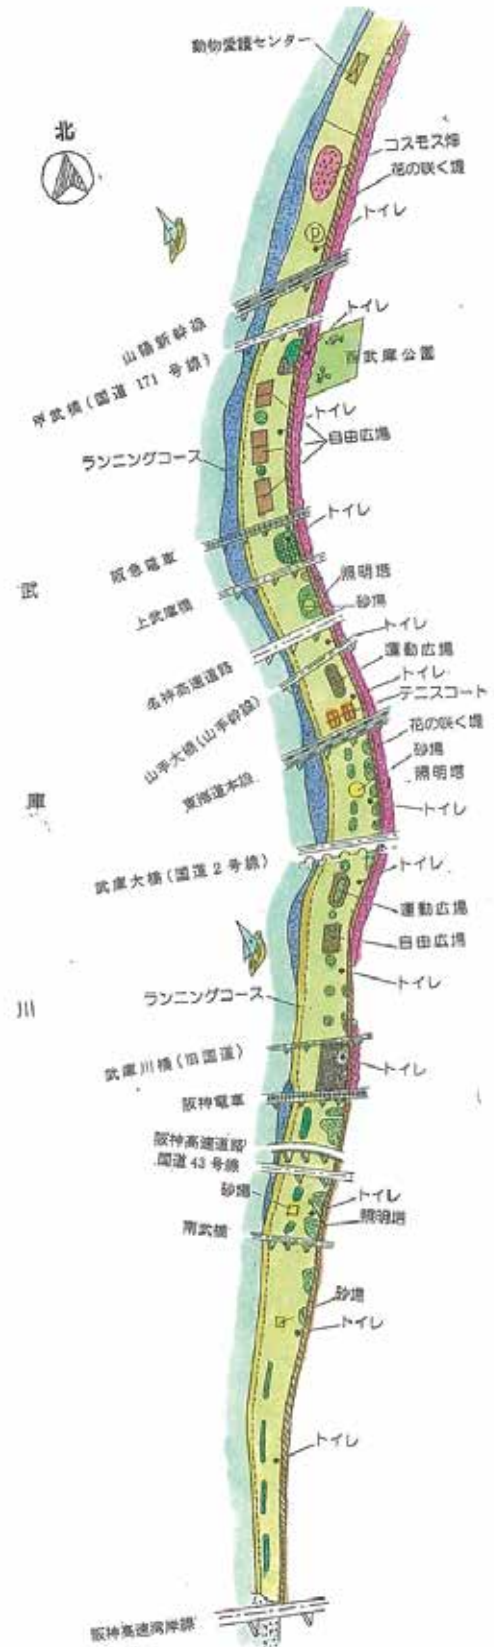 動物愛護センター
北
コスモス畑
花の咲く堤
トイレ
P
山陽新幹線
トイレ
西武庫公園
甲武橋(国道171号線)
トイレ
自由広場
ランニングコース
トイレ
阪急電車
武
照明塔
上武庫橋
砂場
トイレ
運動広場
名神高速道路
トイレ
テニスコート
山手大橋(山手幹線)
花の咲く堤
砂場
東海道本線
照明塔
庫
トイレ
武庫大橋(国道2号線)
トイレ
運動広場
自由広場
トイレ
ランニングコース
川
武庫川橋(旧国道)
トイレ
阪神電車
阪神高速道路
国道43号線
砂場
トイレ
照明塔
南武橋
砂場
トイレ
トイレ
阪神高速湾岸線